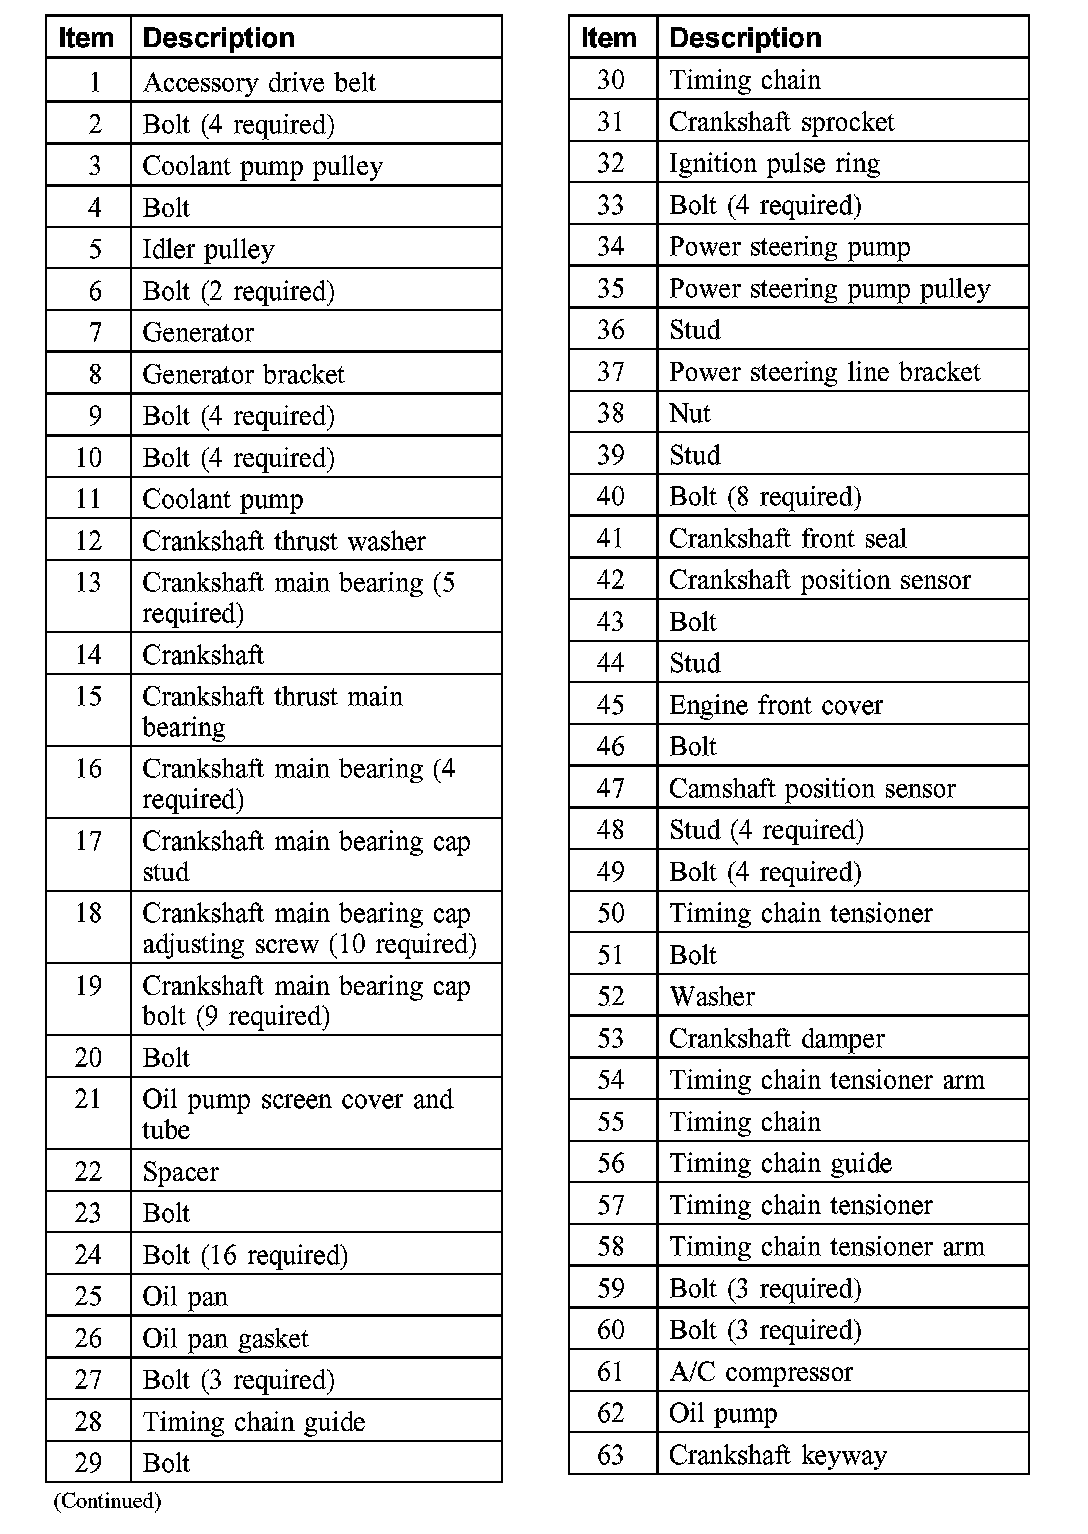 Item Description
1 Accessory drive belt
2 Bolt (4 required)
3 Coolant pump pulley
4 Bolt
5 Idler pulley
6 Bolt (2 required)
7 Generator
8 Generator bracket
9 Bolt (4 required)
10 Bolt (4 required)
11 Coolant pump
12 Crankshaft thrust washer
13 Crankshaft main bearing (5
required)
14 Crankshaft
15 Crankshaft thrust main
bearing
16 Crankshaft main bearing (4
required)
17 Crankshaft main bearing cap
stud
18 Crankshaft main bearing cap
adjusting screw (10 required)
19 Crankshaft main bearing cap
bolt (9 required)
20 Bolt
21 Oil pump screen cover and
tube
22 Spacer
23 Bolt
24 Bolt (16 required)
25 Oil pan
26 Oil pan gasket
27 Bolt (3 required)
28 Timing chain guide
29 Bolt
(Continued)
Item Description
30 Timing chain
31 Crankshaft sprocket
32 Ignition pulse ring
33 Bolt (4 required)
34 Power steering pump
35 Power steering pump pulley
36 Stud
37 Power steering line bracket
38 Nut
39 Stud
40 Bolt (8 required)
41 Crankshaft front seal
42 Crankshaft position sensor
43 Bolt
44 Stud
45 Engine front cover
46 Bolt
47 Camshaft position sensor
48 Stud (4 required)
49 Bolt (4 required)
50 Timing chain tensioner
51 Bolt
52 Washer
53 Crankshaft damper
54 Timing chain tensioner arm
55 Timing chain
56 Timing chain guide
57 Timing chain tensioner
58 Timing chain tensioner arm
59 Bolt (3 required)
60 Bolt (3 required)
61 A/C compressor
62 Oil pump
63 Crankshaft keyway